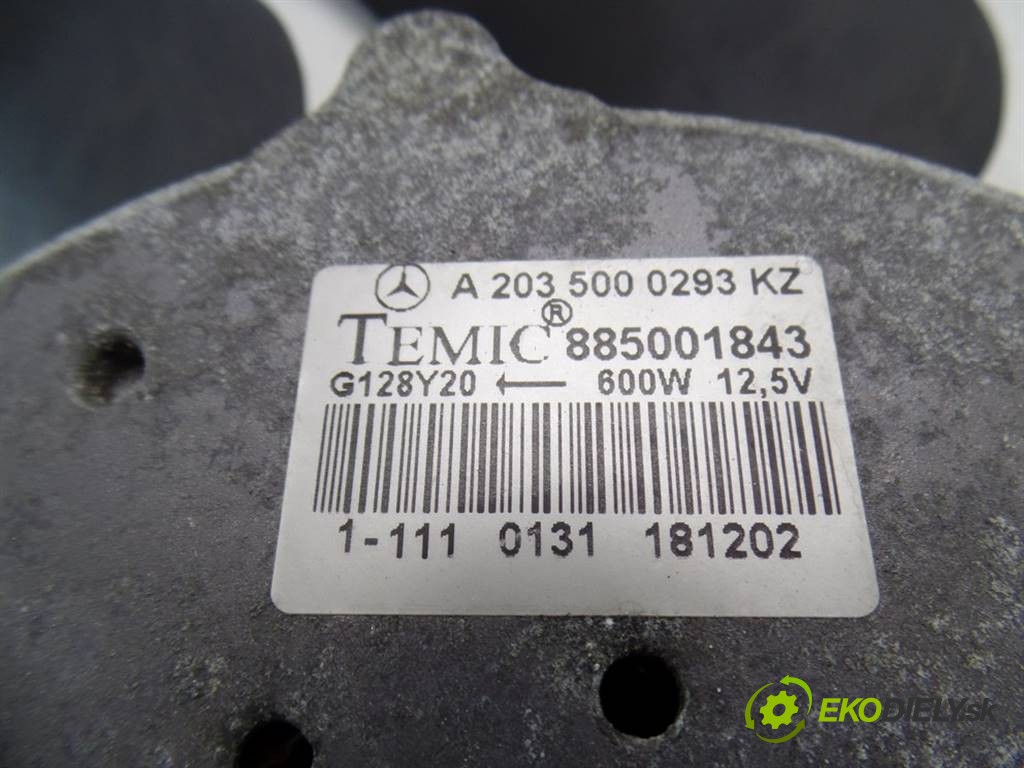 A 203 500 0293 KZ
TEMIC® 885001843
G128Y20 ← 600W 12,5V
1-111 0131 181202
EKODIELY.SK